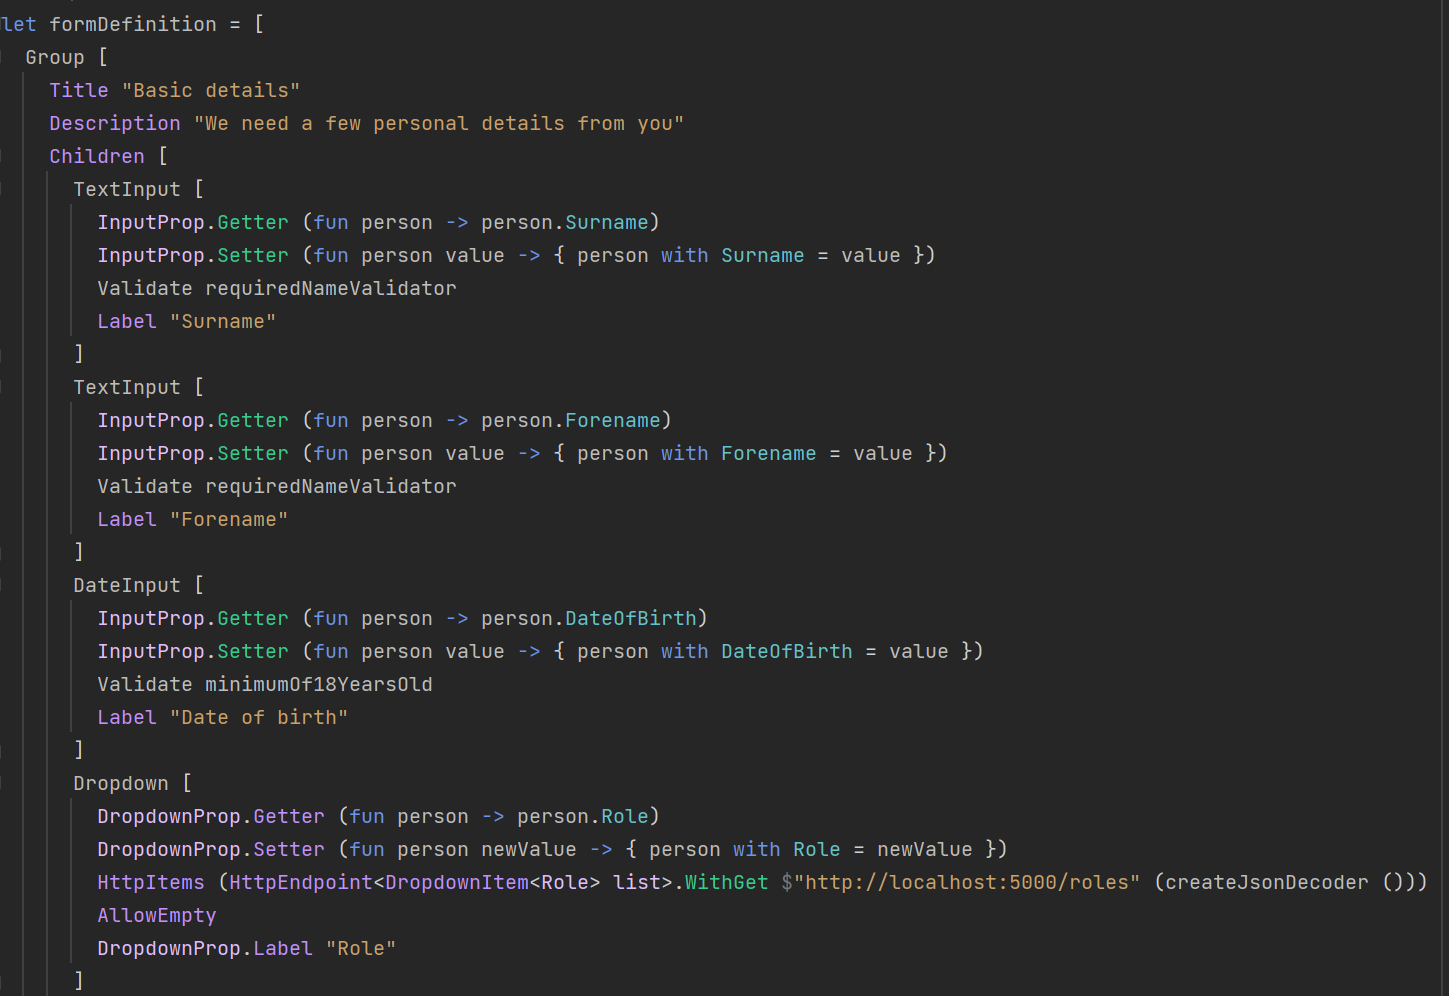 let formDefinition = [
  Group [
    Title "Basic details"
    Description "We need a few personal details from you"
    Children [
      TextInput [
        InputProp.Getter (fun person -> person.Surname)
        InputProp.Setter (fun person value -> { person with Surname = value })
        Validate requiredNameValidator
        Label "Surname"
      ]
      TextInput [
        InputProp.Getter (fun person -> person.Forename)
        InputProp.Setter (fun person value -> { person with Forename = value })
        Validate requiredNameValidator
        Label "Forename"
      ]
      DateInput [
        InputProp.Getter (fun person -> person.DateOfBirth)
        InputProp.Setter (fun person value -> { person with DateOfBirth = value })
        Validate minimumOf18YearsOld
        Label "Date of birth"
      ]
      Dropdown [
        DropdownProp.Getter (fun person -> person.Role)
        DropdownProp.Setter (fun person newValue -> { person with Role = newValue })
        HttpItems (HttpEndpoint<DropdownItem<Role> list>.WithGet $"http://localhost:5000/roles" (createJsonDecoder ()))
        AllowEmpty
        DropdownProp.Label "Role"
      ]